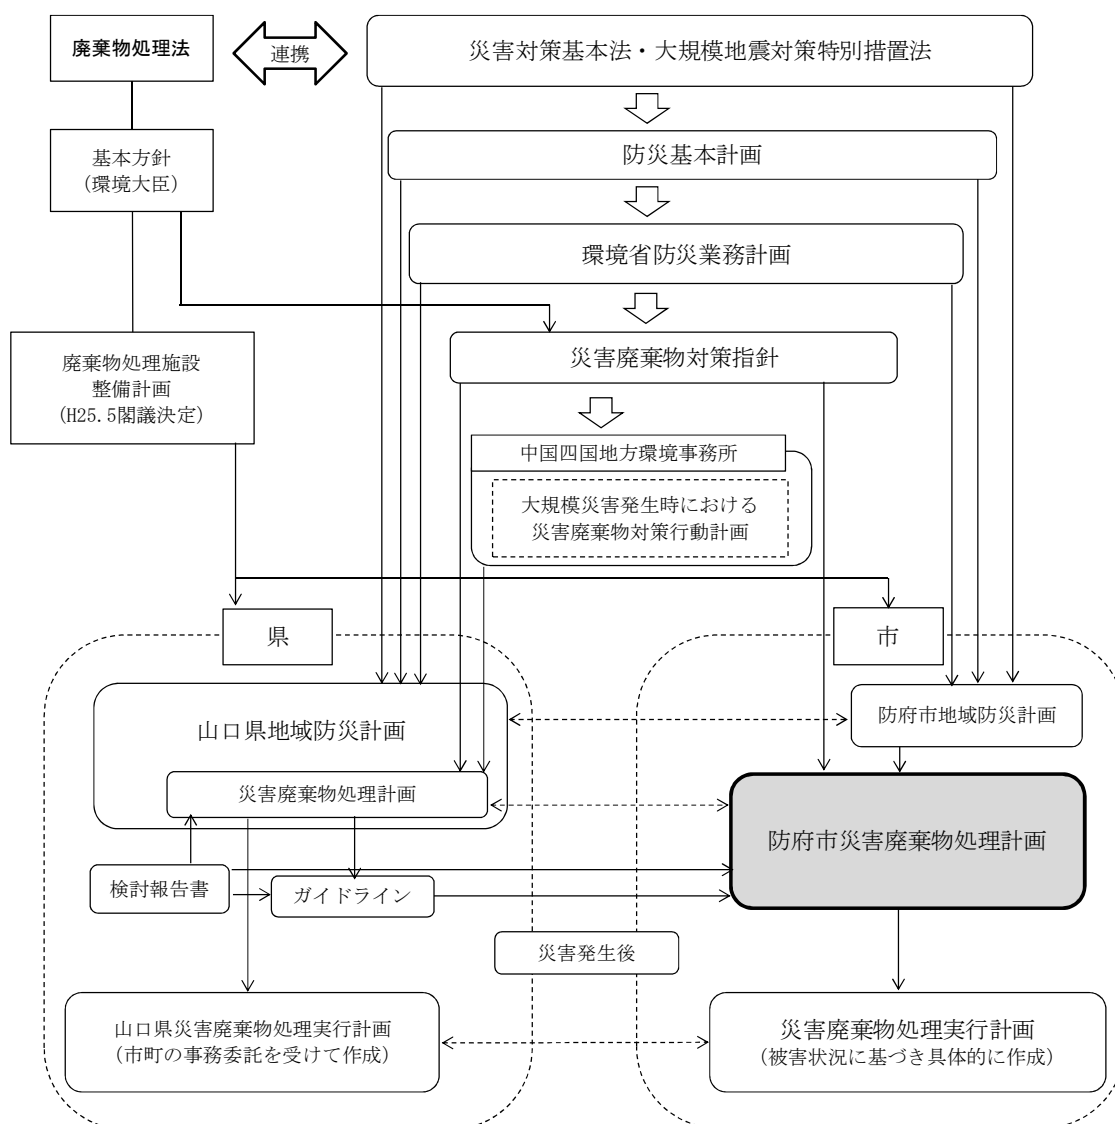 廃棄物処理法
連携
災害対策基本法・大規模地震対策特別措置法
基本方針
(環境大臣)
防災基本計画
環境省防災業務計画
廃棄物処理施設
整備計画
(H25.5閣議決定)
災害廃棄物対策指針
中国四国地方環境事務所
大規模災害発生時における
災害廃棄物対策行動計画
県
市
山口県地域防災計画
防府市地域防災計画
災害廃棄物処理計画
防府市災害廃棄物処理計画
検討報告書
ガイドライン
災害発生後
山口県災害廃棄物処理実行計画
(市町の事務委託を受けて作成)
災害廃棄物処理実行計画
(被害状況に基づき具体的に作成)